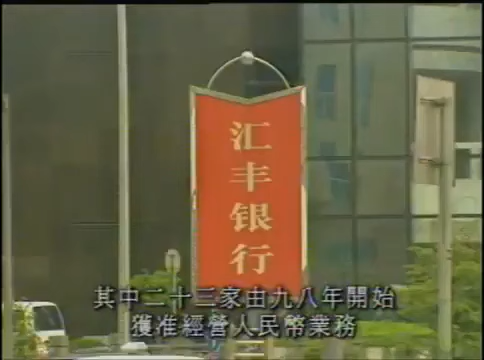 汇丰银行
其中二十三家由九八年開始
獲准經營人民幣業務